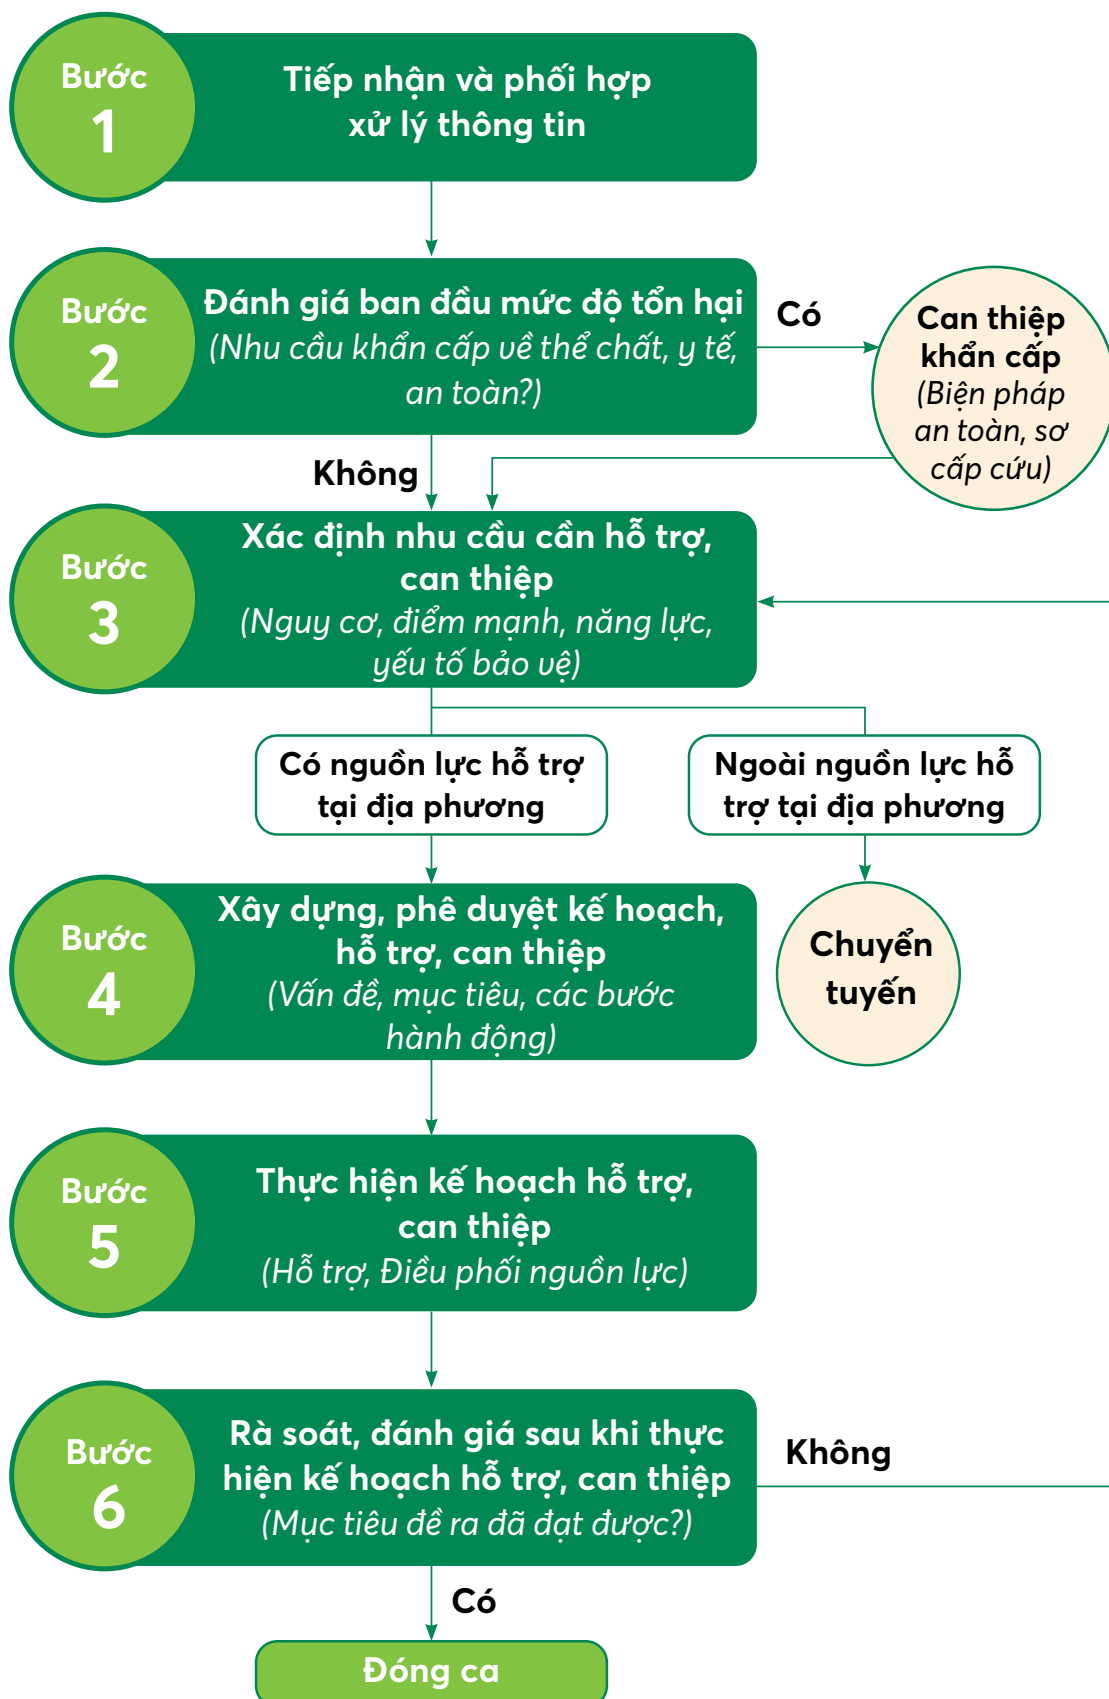 Bước
1
Tiếp nhận và phối hợp
xử lý thông tin
Bước
2
Đánh giá ban đầu mức độ tổn hại
(Nhu cầu khẩn cấp về thể chất, y tế,
an toàn?)
Có
Can thiệp
khẩn cấp
(Biện pháp
an toàn, sơ
cấp cứu)
Không
Bước
3
Xác định nhu cầu cần hỗ trợ,
can thiệp
(Nguy cơ, điểm mạnh, năng lực,
yếu tố bảo vệ)
Có nguồn lực hỗ trợ
tại địa phương
Ngoài nguồn lực hỗ
trợ tại địa phương
Bước
4
Xây dựng, phê duyệt kế hoạch,
hỗ trợ, can thiệp
(Vấn đề, mục tiêu, các bước
hành động)
Chuyển
tuyến
Bước
5
Thực hiện kế hoạch hỗ trợ,
can thiệp
(Hỗ trợ, Điều phối nguồn lực)
Bước
6
Rà soát, đánh giá sau khi thực
hiện kế hoạch hỗ trợ, can thiệp
(Mục tiêu đề ra đã đạt được?)
Không
Có
Đóng ca